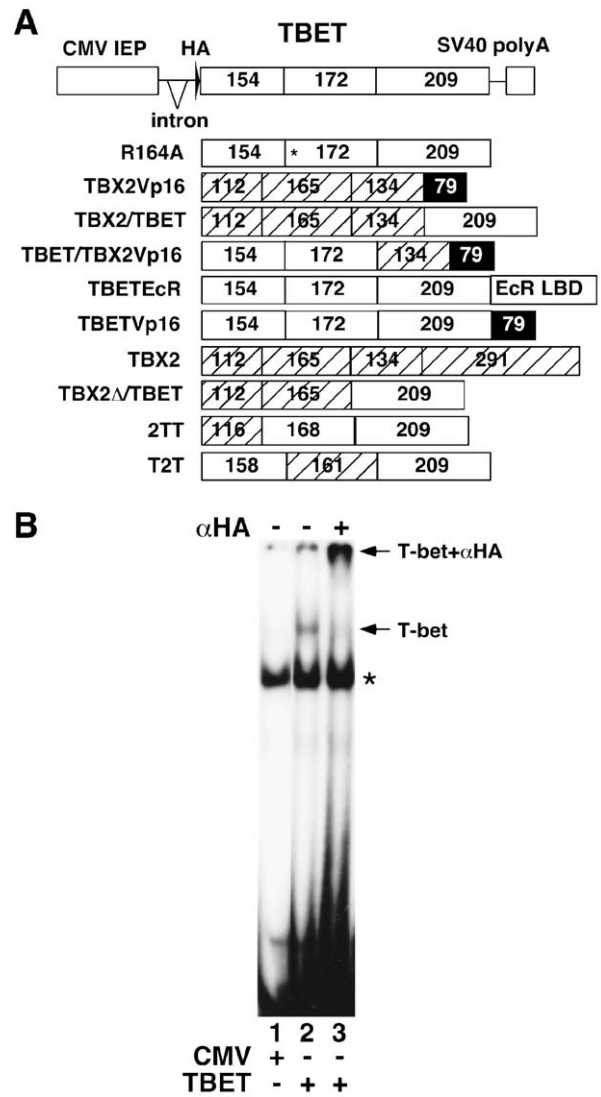 A
TBET
CMV IEP HA SV40 polyA
154 172 209
intron
R164A 154 * 172 209
TBX2Vp16 112 165 134 79
TBX2/TBET 112 165 134 209
TBET/TBX2Vp16 154 172 134 79
TBETEcR 154 172 209 EcR LBD
TBETVp16 154 172 209 79
TBX2 112 165 134 291
TBX2Δ/TBET 112 165 209
2TT 116 168 209
T2T 158 161 209
B
αHA - - +
T-bet+αHA
T-bet
*
1 2 3
CMV + - -
TBET - + +